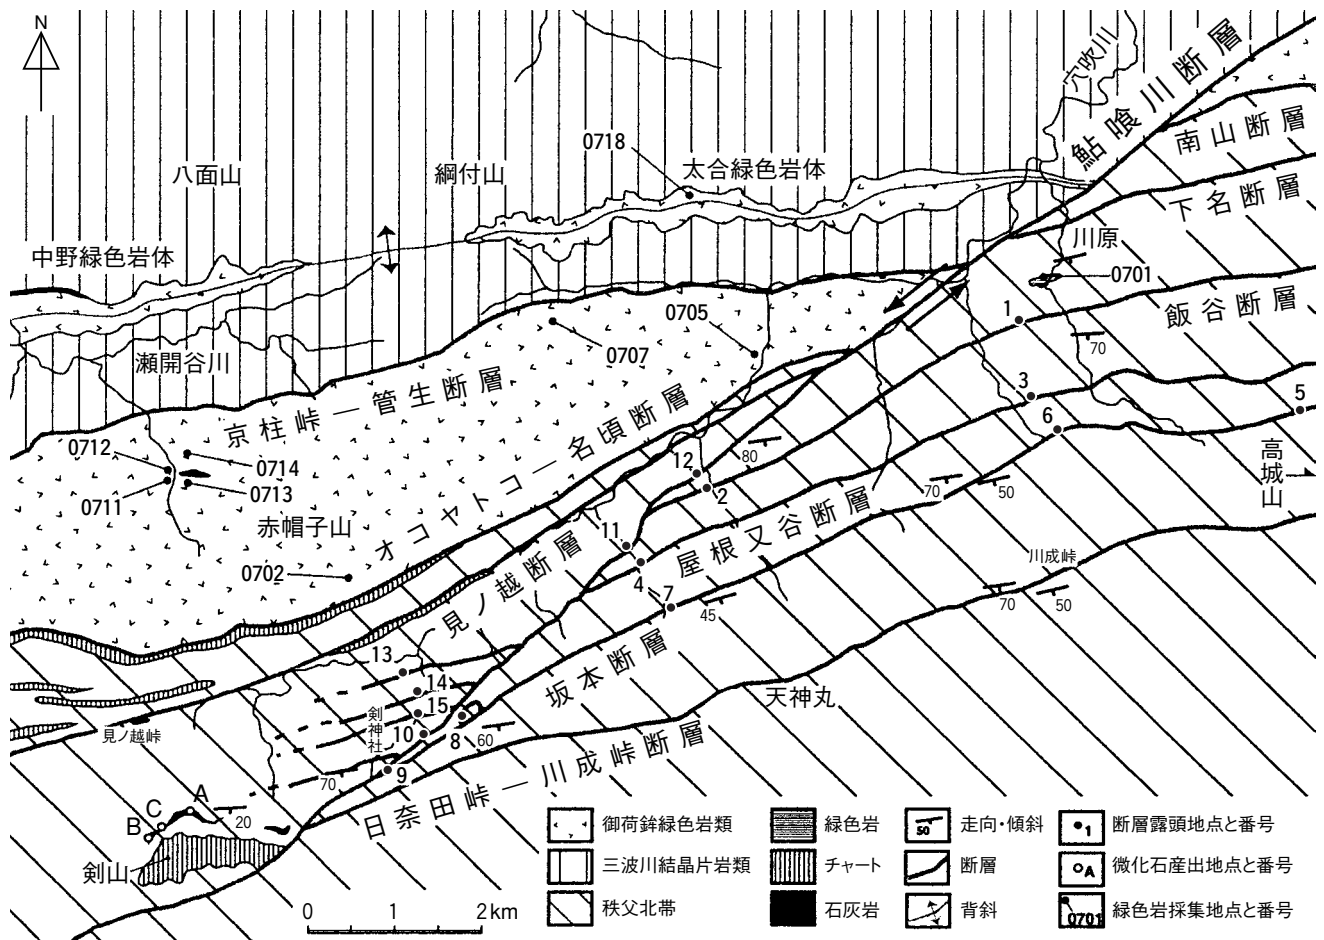 N
穴吹川
鮎喰川断層
南山断層
0718
太合緑色岩体
八面山
綱付山
下名断層
中野緑色岩体
川原
0701
飯谷断層
0705
1
0707
70
瀬開谷川
3
5
京柱峠－管生断層
6
0712
0714
高城山
オコヤトコ－名頃断層
80
12
2
0711
0713
70
50
赤帽子山
屋根又谷断層
11
見ノ越断層
川成峠
0702
4
7
45
70
50
13
坂本断層
14
天神丸
15
剣神社
見ノ越峠
10
8
60
日奈田峠－川成峠断層
70
9
A
C
B
20
剣山
御荷鉾緑色岩類
緑色岩
50
走向・傾斜
1
断層露頭地点と番号
三波川結晶片岩類
チャート
断層
A
微化石産出地点と番号
秩父北帯
石灰岩
背斜
0701
緑色岩採集地点と番号
0
1
2km